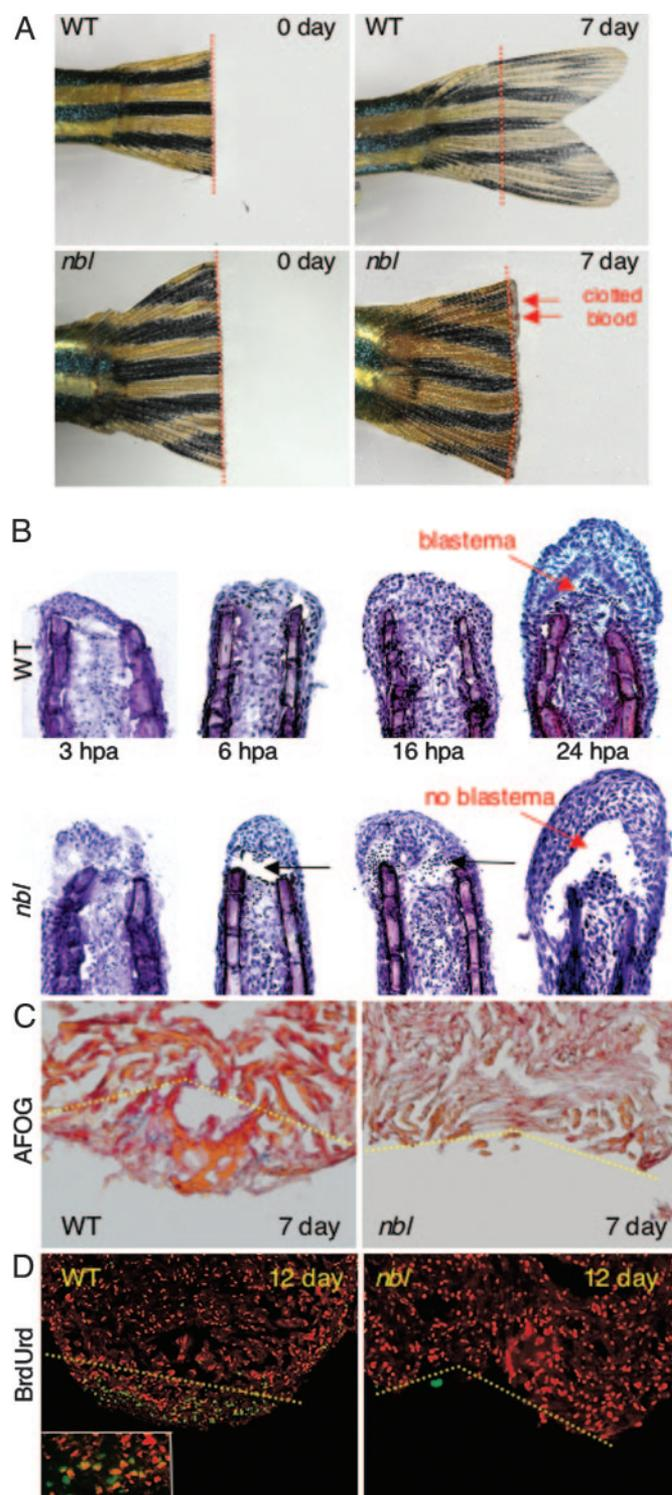 A
WT 0 day
WT 7 day
nbl 0 day
nbl 7 day
clotted
blood
B
blastema
WT
3 hpa 6 hpa 16 hpa 24 hpa
no blastema
nbl
C
AFOG
WT 7 day
nbl 7 day
D
BrdUrd
WT 12 day
nbl 12 day